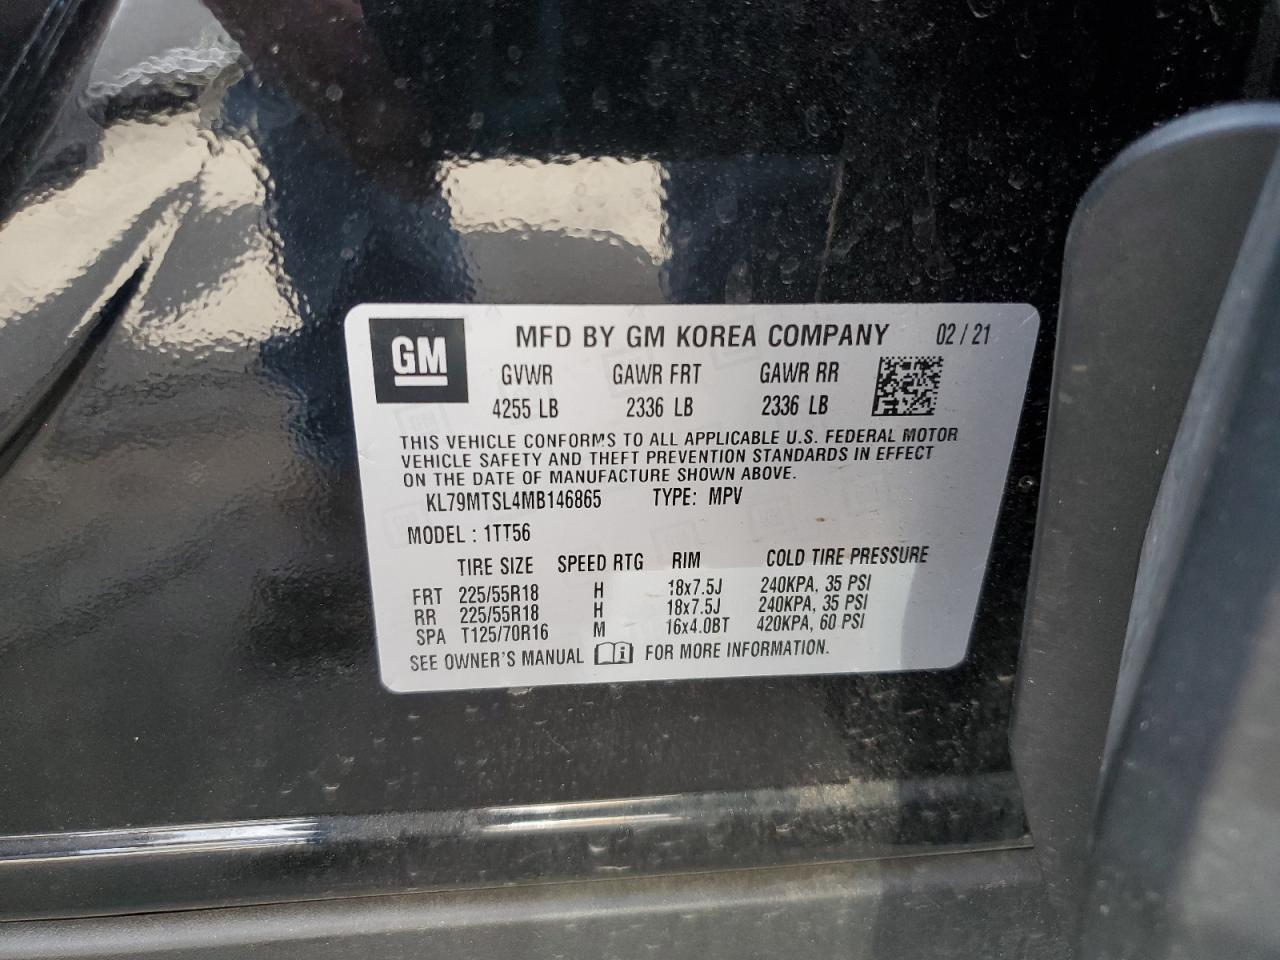 GM
MFD BY GM KOREA COMPANY 02/21
GVWR GAWR FRT GAWR RR
4255 LB 2336 LB 2336 LB
THIS VEHICLE CONFORMS TO ALL APPLICABLE U.S. FEDERAL MOTOR
VEHICLE SAFETY AND THEFT PREVENTION STANDARDS IN EFFECT
ON THE DATE OF MANUFACTURE SHOWN ABOVE.
KL79MTSL4MB146865 TYPE: MPV
MODEL : 1TT56
TIRE SIZE SPEED RTG RIM COLD TIRE PRESSURE
FRT 225/55R18 H 18x7.5J 240KPA, 35 PSI
RR 225/55R18 H 18x7.5J 240KPA, 35 PSI
SPA T125/70R16 M 16x4.0BT 420KPA, 60 PSI
SEE OWNER'S MANUAL i FOR MORE INFORMATION.